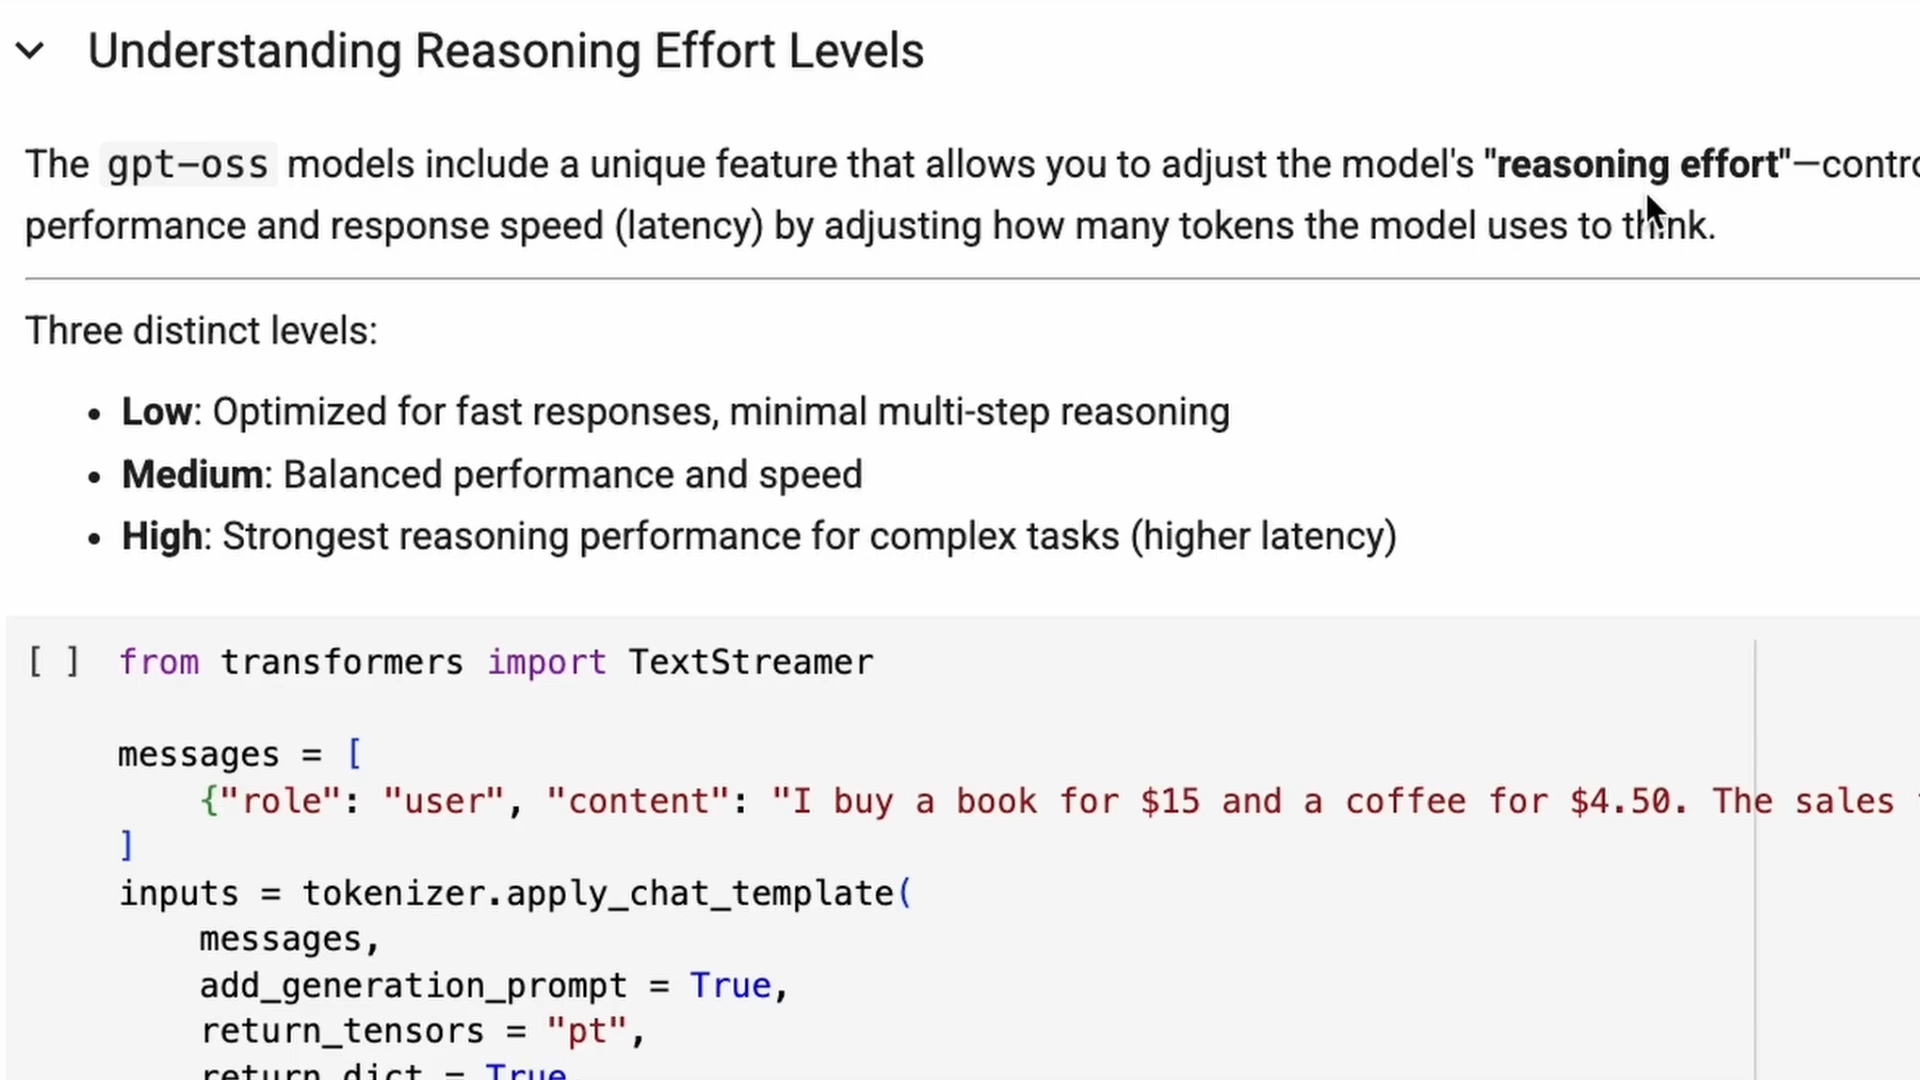 Understanding Reasoning Effort Levels
The gpt-oss models include a unique feature that allows you to adjust the model's "reasoning effort"—contro
performance and response speed (latency) by adjusting how many tokens the model uses to think.
Three distinct levels:
• Low: Optimized for fast responses, minimal multi-step reasoning
• Medium: Balanced performance and speed
• High: Strongest reasoning performance for complex tasks (higher latency)
[ ] from transformers import TextStreamer
messages = [
{"role": "user", "content": "I buy a book for $15 and a coffee for $4.50. The sales
]
inputs = tokenizer.apply_chat_template(
messages,
add_generation_prompt = True,
return_tensors = "pt",
return_dict = True,